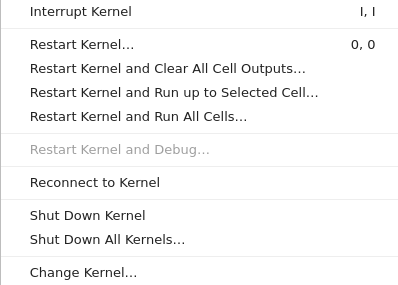 Interrupt Kernel I, I
Restart Kernel… 0, 0
Restart Kernel and Clear All Cell Outputs…
Restart Kernel and Run up to Selected Cell…
Restart Kernel and Run All Cells…
Restart Kernel and Debug…
Reconnect to Kernel
Shut Down Kernel
Shut Down All Kernels…
Change Kernel…